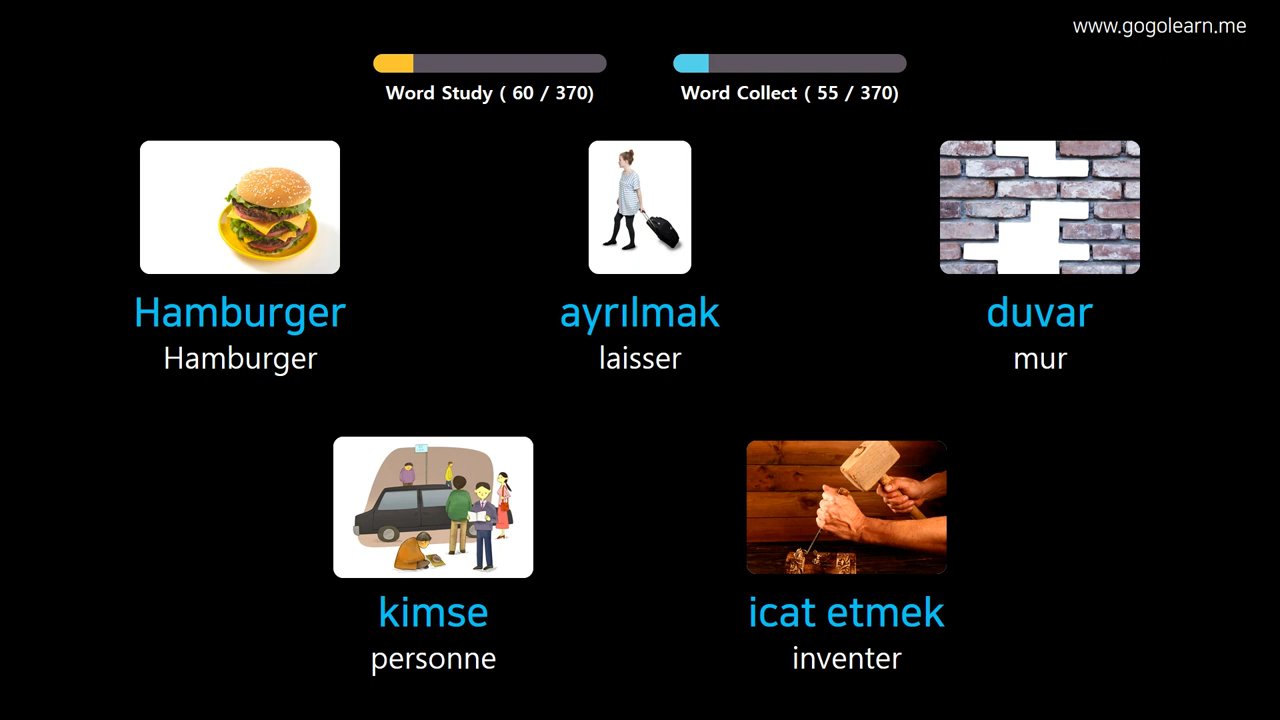 www.gogolearn.me
Word Study ( 60 / 370)
Word Collect ( 55 / 370)
Hamburger
Hamburger
ayrılmak
laisser
duvar
mur
kimse
personne
icat etmek
inventer